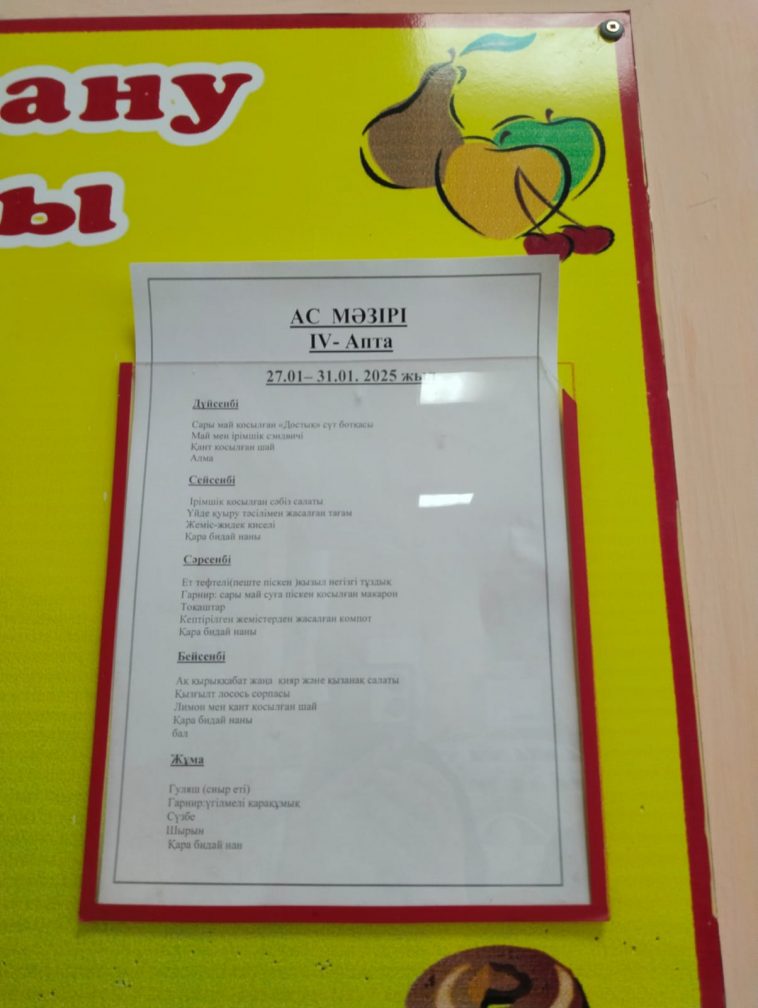 ану
ы
АС МӘЗІРІ
IV- Апта
27.01– 31.01. 2025 жыл
Дүйсенбі
Сары май қосылған «Достық» сүт ботқасы
Май мен ірімшік сэндвичі
Қант қосылған шай
Алма
Сейсенбі
Ірімшік қосылған сәбіз салаты
Үйде қуыру тәсілімен жасалған тағам
Жеміс-жидек киселі
Қара бидай наны
Сәрсенбі
Ет тефтелі(пеште піскен )қызыл негізгі тұздық
Гарнир: сары май суға піскен қосылған макарон
Тоқаштар
Кептірілген жемістерден жасалған компот
Қара бидай наны
Бейсенбі
Ақ қырыққабат жаңа қияр және қызанақ салаты
Қызғылт лосось сорпасы
Лимон мен қант қосылған шай
Қара бидай наны
бал
Жұма
Гуляш (сиыр еті)
Гарнир:үгілмелі қарақұмық
Сүзбе
Шырын
Қара бидай нан